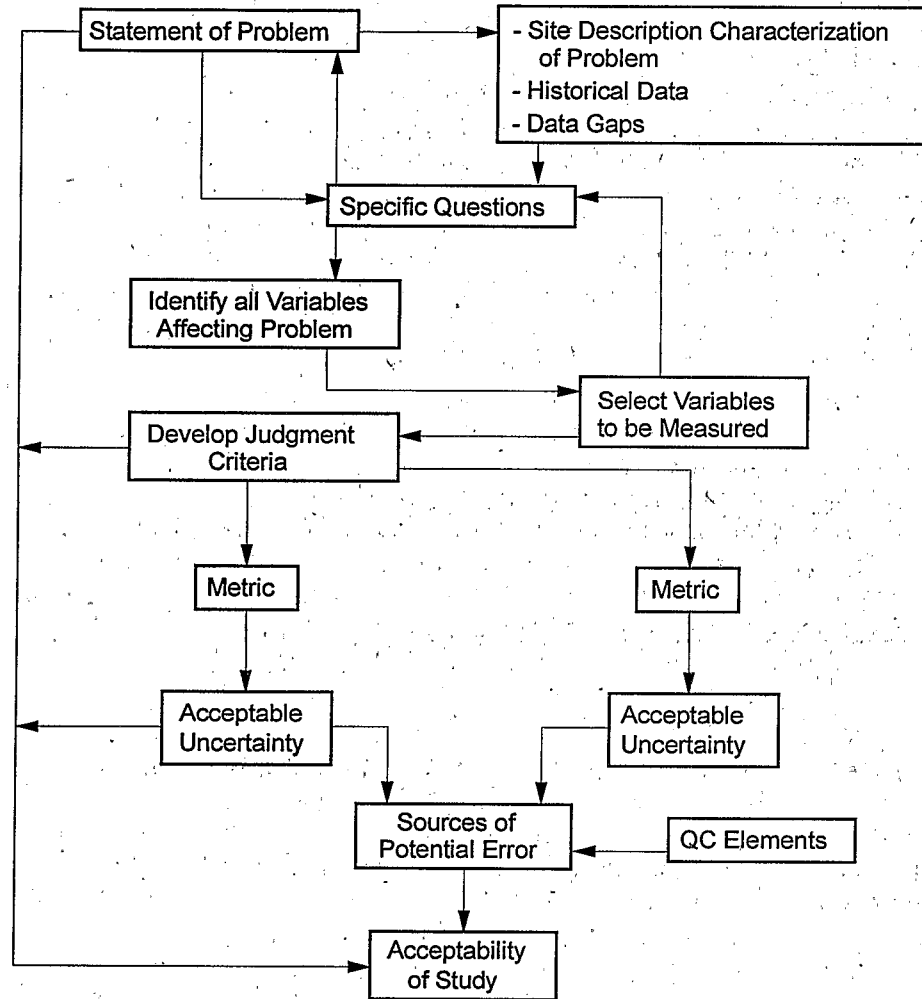 Statement of Problem
- Site Description Characterization
of Problem
- Historical Data
- Data Gaps
Specific Questions
Identify all Variables
Affecting Problem
Select Variables
to be Measured
Develop Judgment
Criteria
Metric
Metric
Acceptable
Uncertainty
Acceptable
Uncertainty
Sources of
Potential Error
QC Elements
Acceptability
of Study